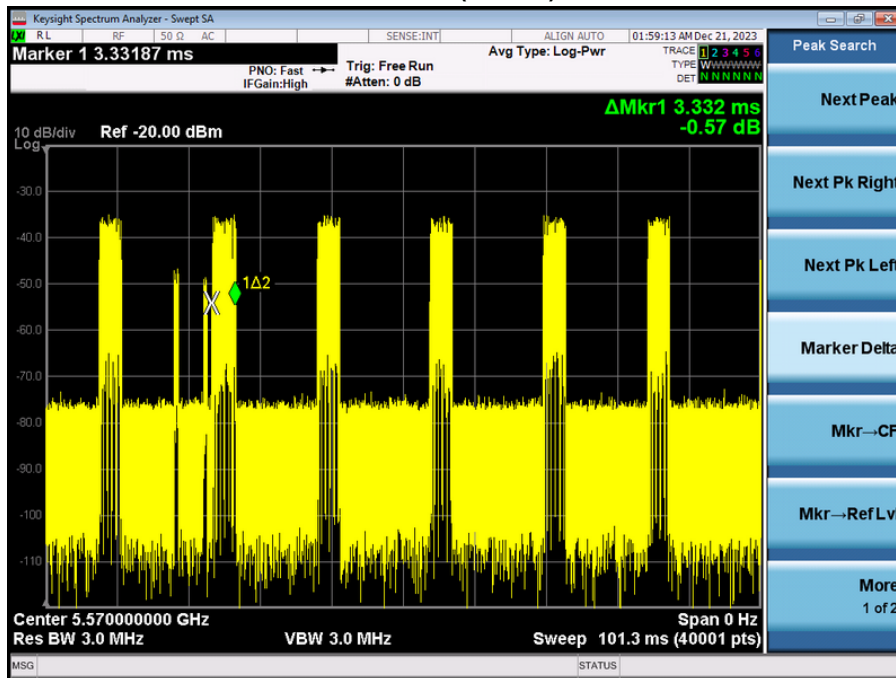 Keysight Spectrum Analyzer - Swept SA
LXI RL RF 50 Ω AC SENSE:INT ALIGN AUTO 01:59:13 AM Dec 21, 2023
Marker 1 3.33187 ms
PNO: Fast
IFGain:High
Trig: Free Run
#Atten: 0 dB
Avg Type: Log-Pwr
TRACE 1 2 3 4 5 6
TYPE WWWWWW
DET N N N N N N
Peak Search
ΔMkr1 3.332 ms
-0.57 dB
10 dB/div Ref -20.00 dBm
Log
-30.0
-40.0
-50.0
-60.0
-70.0
-80.0
-90.0
-100
-110
1Δ2
X
Center 5.570000000 GHz Span 0 Hz
Res BW 3.0 MHz VBW 3.0 MHz Sweep 101.3 ms (40001 pts)
MSG STATUS
Next Peak
Next Pk Right
Next Pk Left
Marker Delta
Mkr→CF
Mkr→Ref Lvl
More
1 of 2